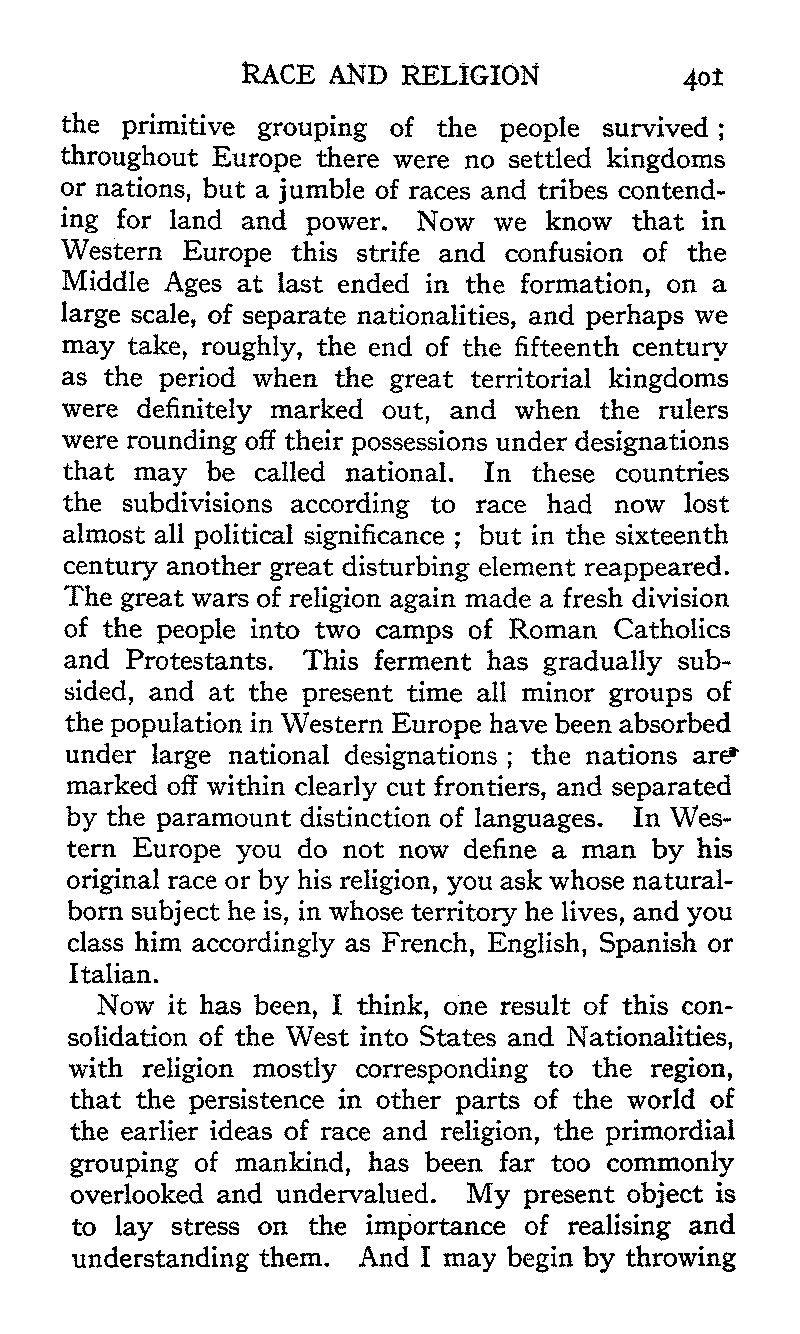 RACE AND RELIGION 401
the primitive grouping of the people survived ;
throughout Europe there were no settled kingdoms
or nations, but a jumble of races and tribes contend-
ing for land and power. Now we know that in
Western Europe this strife and confusion of the
Middle Ages at last ended in the formation, on a
large scale, of separate nationalities, and perhaps we
may take, roughly, the end of the fifteenth century
as the period when the great territorial kingdoms
were definitely marked out, and when the rulers
were rounding off their possessions under designations
that may be called national. In these countries
the subdivisions according to race had now lost
almost all political significance ; but in the sixteenth
century another great disturbing element reappeared.
The great wars of religion again made a fresh division
of the people into two camps of Roman Catholics
and Protestants. This ferment has gradually sub-
sided, and at the present time all minor groups of
the population in Western Europe have been absorbed
under large national designations ; the nations are
marked off within clearly cut frontiers, and separated
by the paramount distinction of languages. In Wes-
tern Europe you do not now define a man by his
original race or by his religion, you ask whose natural-
born subject he is, in whose territory he lives, and you
class him accordingly as French, English, Spanish or
Italian.
Now it has been, I think, one result of this con-
solidation of the West into States and Nationalities,
with religion mostly corresponding to the region,
that the persistence in other parts of the world of
the earlier ideas of race and religion, the primordial
grouping of mankind, has been far too commonly
overlooked and undervalued. My present object is
to lay stress on the importance of realising and
understanding them. And I may begin by throwing